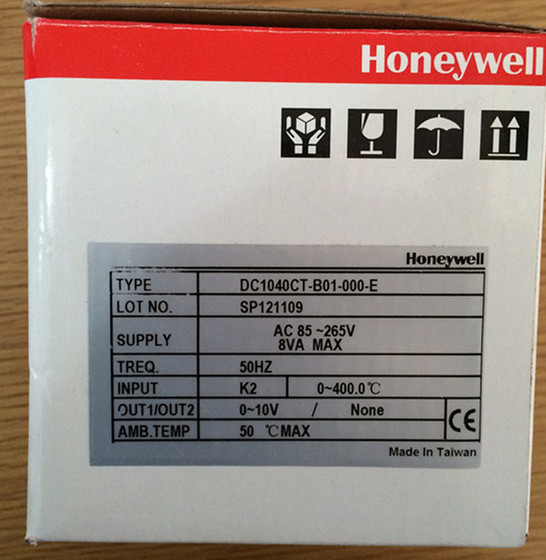 Honeywell
Honeywell
TYPE DC1040CT-B01-000-E
LOT NO. SP121109
SUPPLY AC 85 ~265V
8VA MAX
TREQ. 50HZ
INPUT K2 0~400.0℃
OUT1/OUT2 0~10V / None
AMB.TEMP 50 ℃MAX
CE
Made In Taiwan